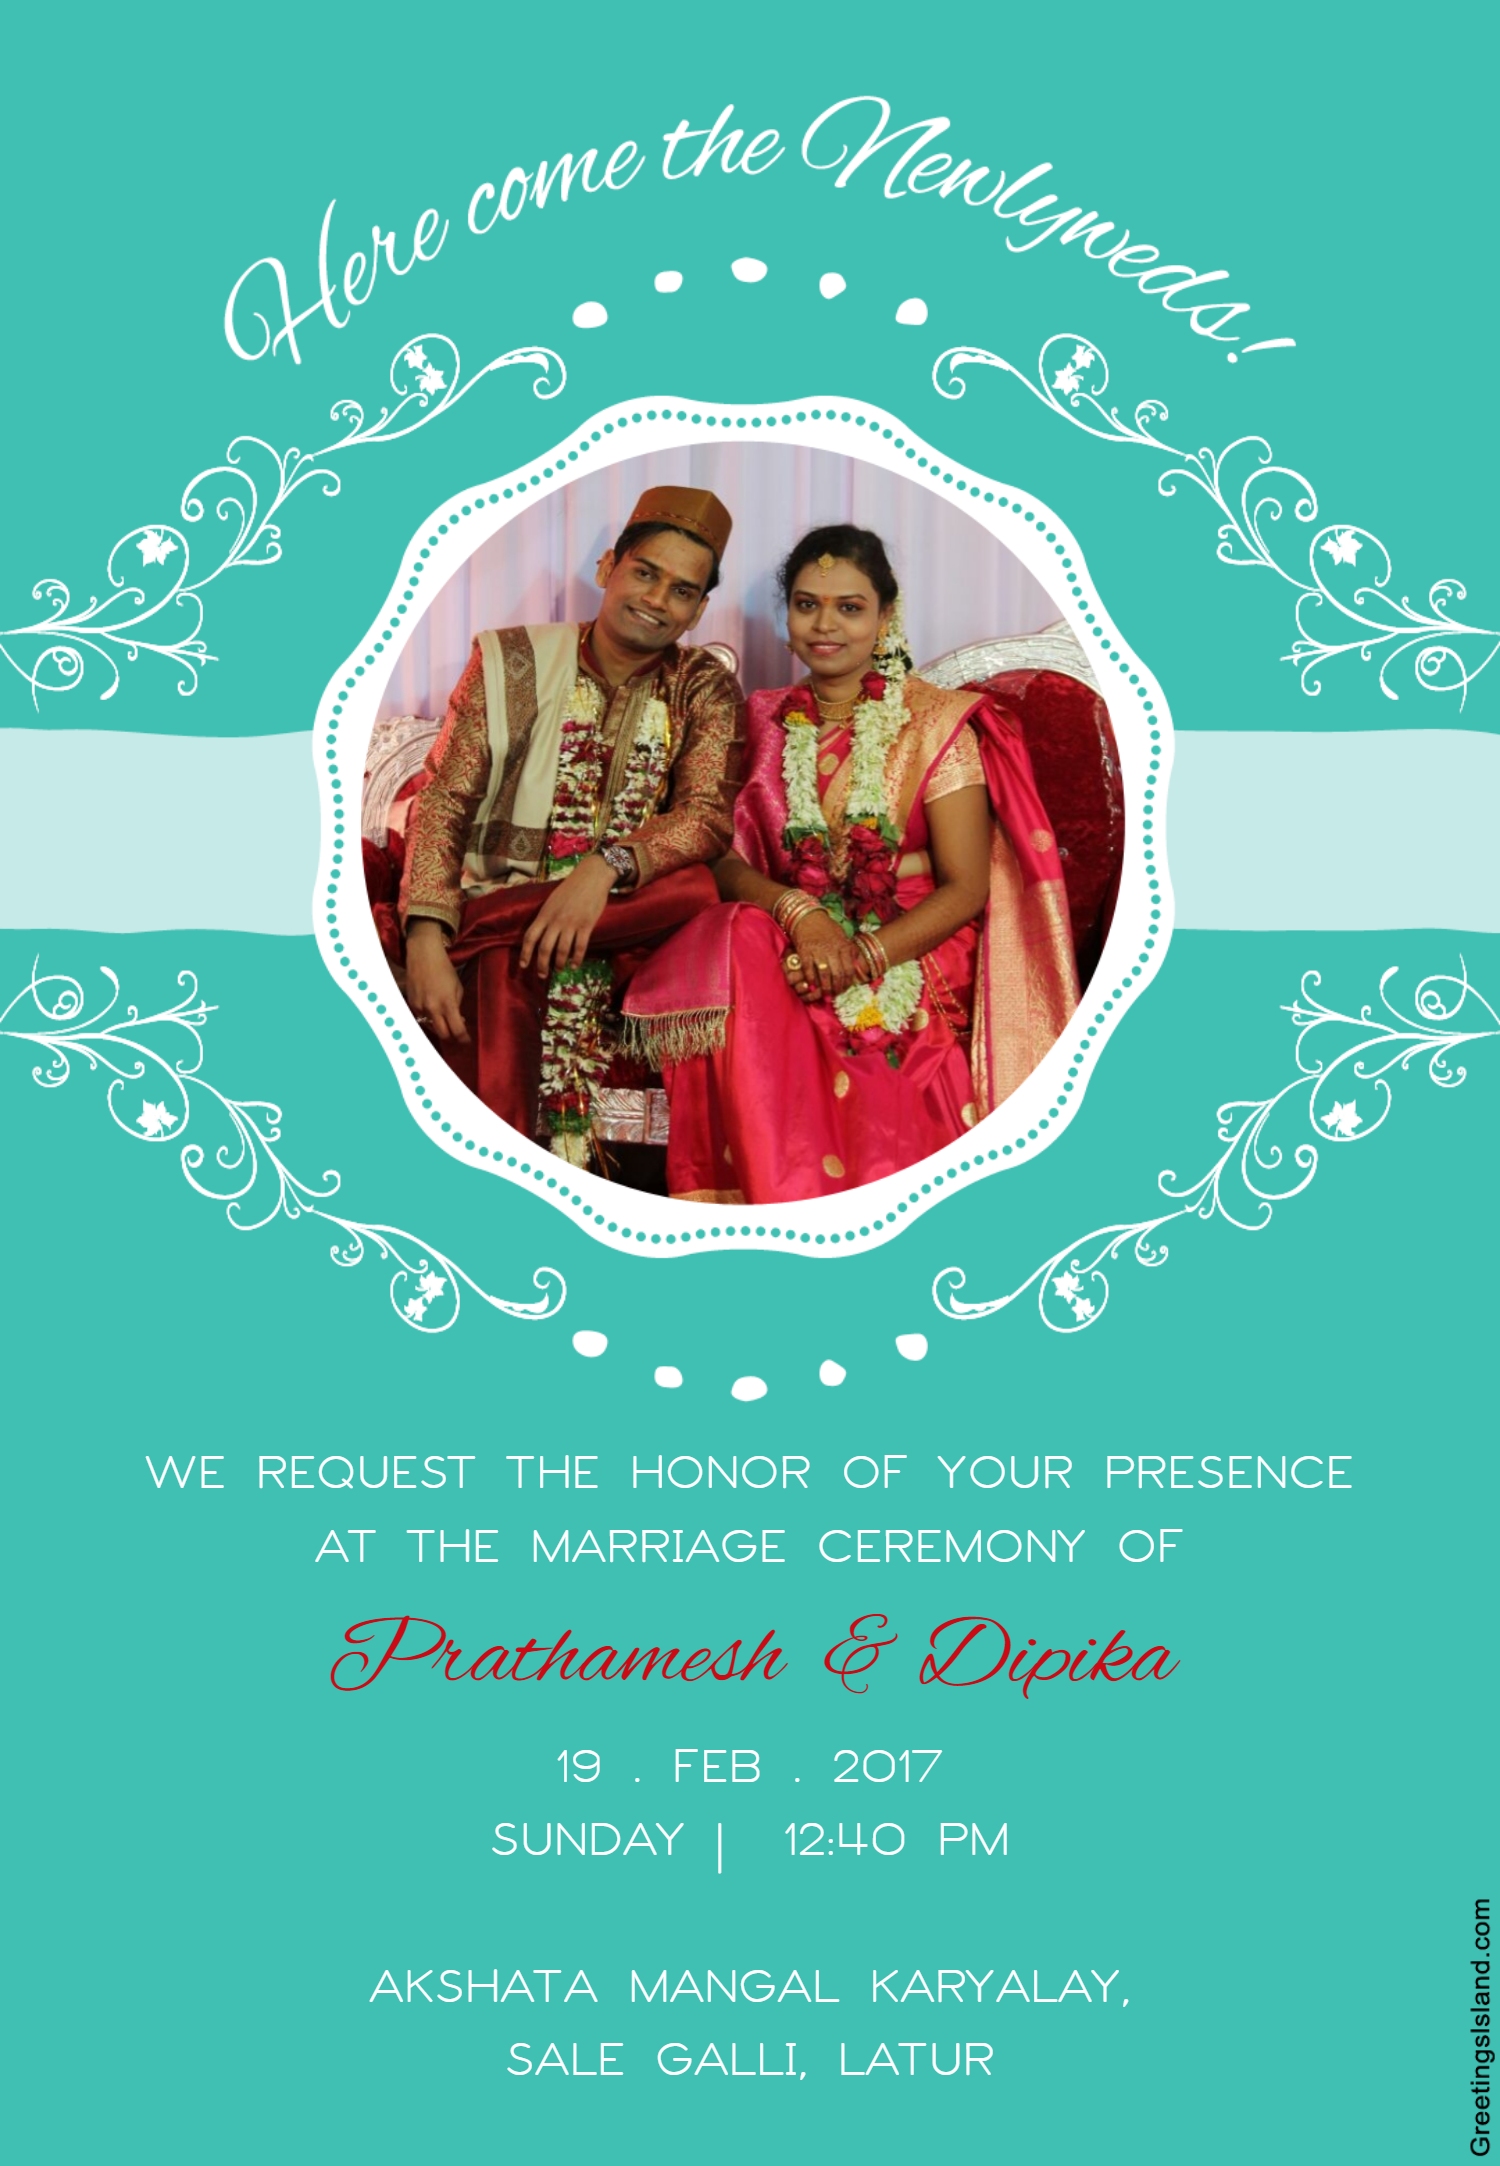 Here come the Newlyweds!
WE REQUEST THE HONOR OF YOUR PRESENCE
AT THE MARRIAGE CEREMONY OF
Prathamesh & Dipika
19 . FEB . 2017
SUNDAY | 12:40 PM
AKSHATA MANGAL KARYALAY,
SALE GALLI, LATUR
GreetingsIsland.com